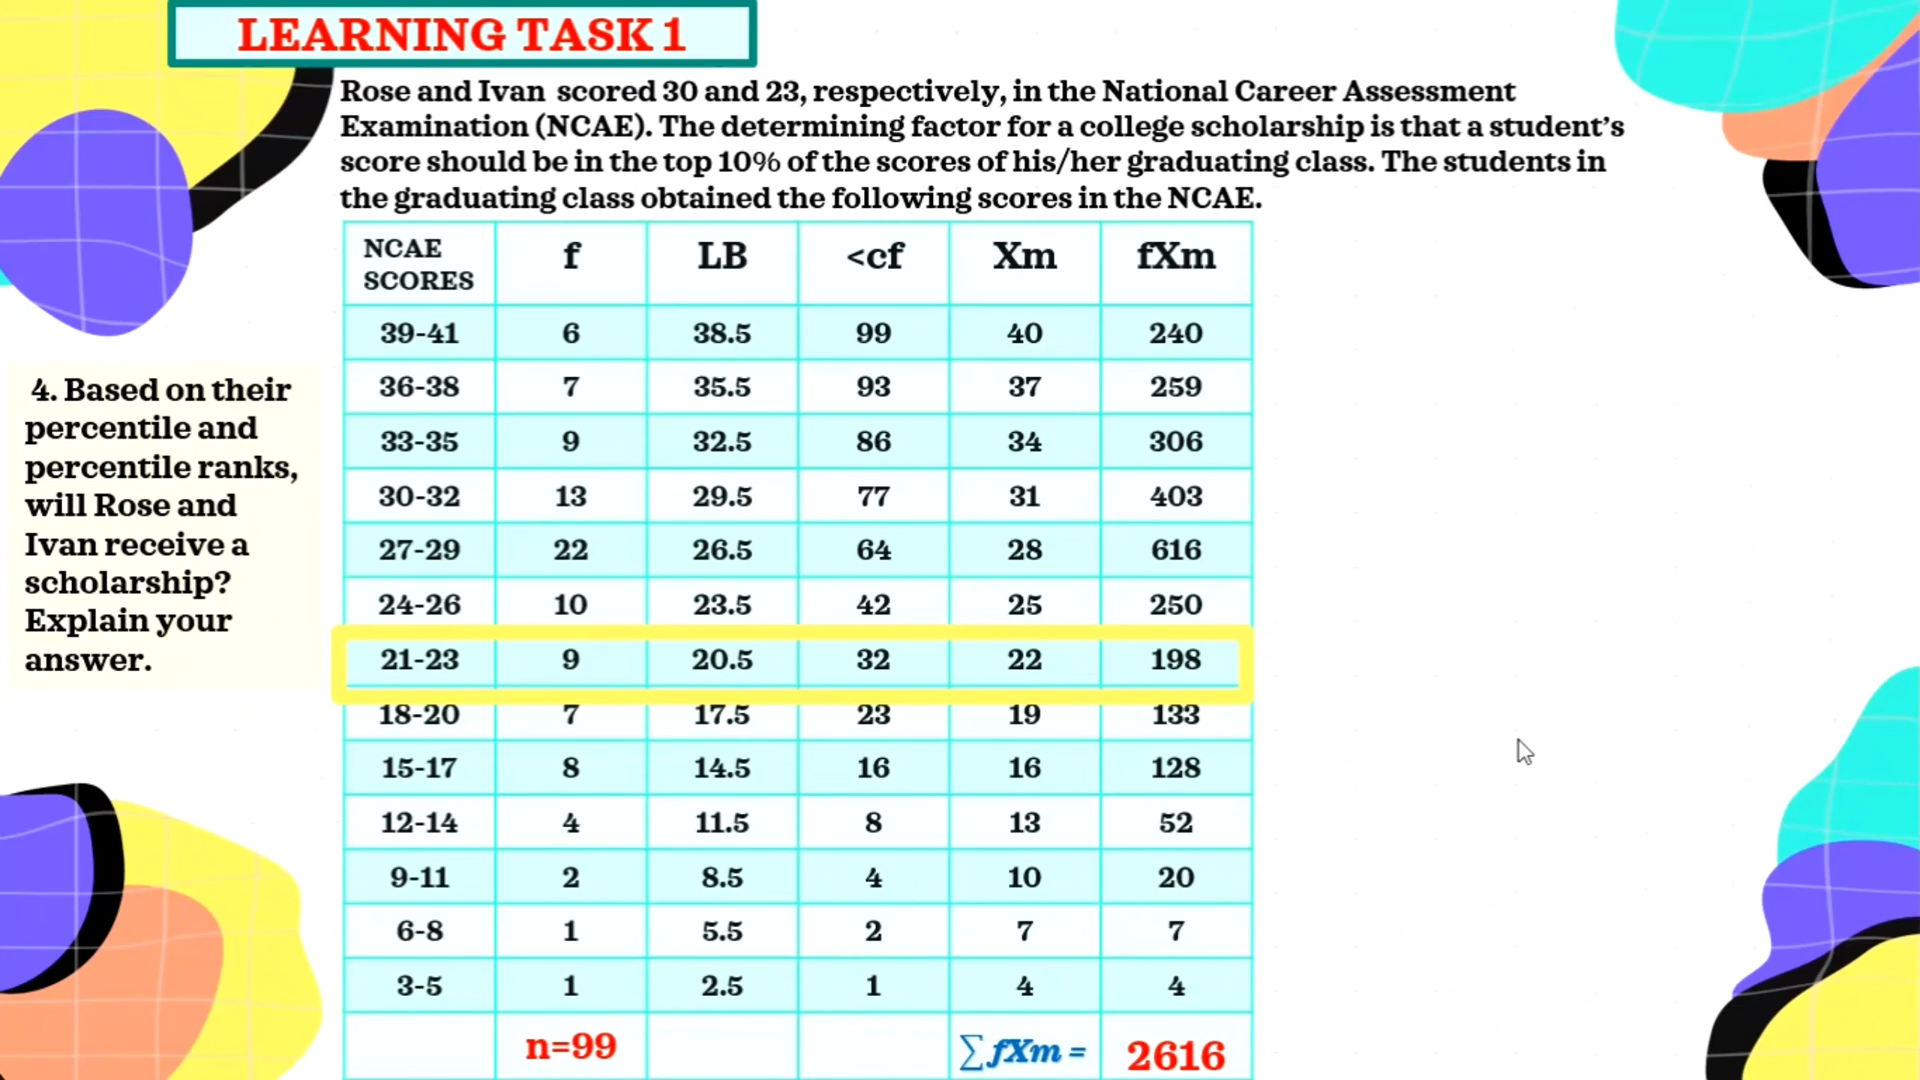 LEARNING TASK 1
Rose and Ivan scored 30 and 23, respectively, in the National Career Assessment
Examination (NCAE). The determining factor for a college scholarship is that a student's
score should be in the top 10% of the scores of his/her graduating class. The students in
the graduating class obtained the following scores in the NCAE.
4. Based on their
percentile and
percentile ranks,
will Rose and
Ivan receive a
scholarship?
Explain your
answer.
NCAE SCORES f LB <cf Xm fXm
39-41 6 38.5 99 40 240
36-38 7 35.5 93 37 259
33-35 9 32.5 86 34 306
30-32 13 29.5 77 31 403
27-29 22 26.5 64 28 616
24-26 10 23.5 42 25 250
21-23 9 20.5 32 22 198
18-20 7 17.5 23 19 133
15-17 8 14.5 16 16 128
12-14 4 11.5 8 13 52
9-11 2 8.5 4 10 20
6-8 1 5.5 2 7 7
3-5 1 2.5 1 4 4
n=99 ∑fXm = 2616